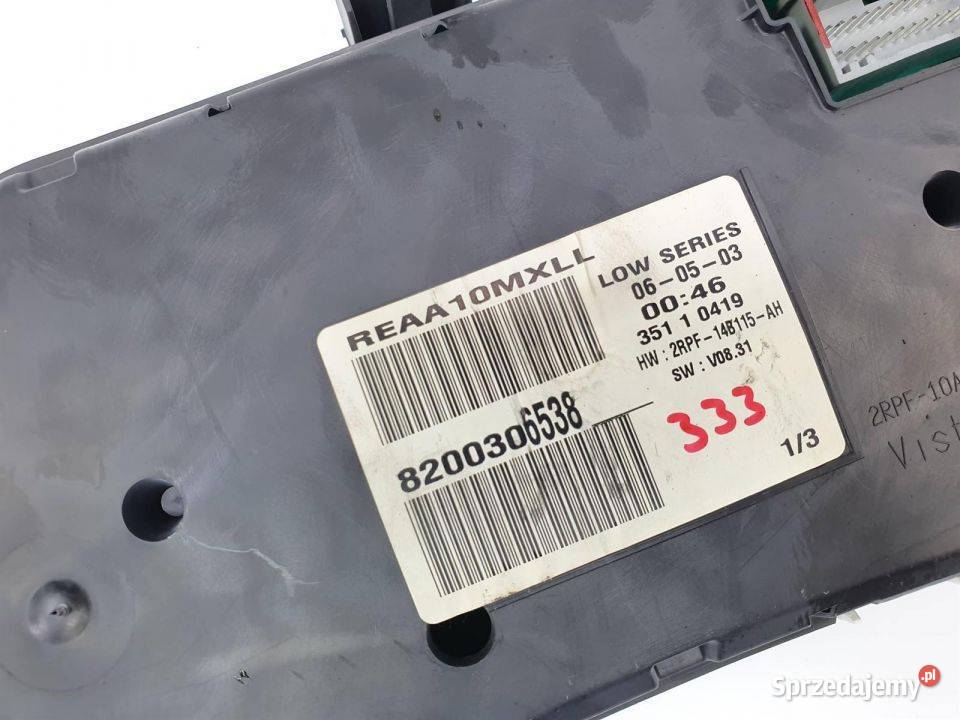 REAA10MXLL
8200306538
LOW SERIES
06-05-03
00:46
351 1 0419
HW : 2RPF-14B115-AH
SW : V08.31
333
1/3
2RPF-10A
Vist
Sprzedajemy.pl